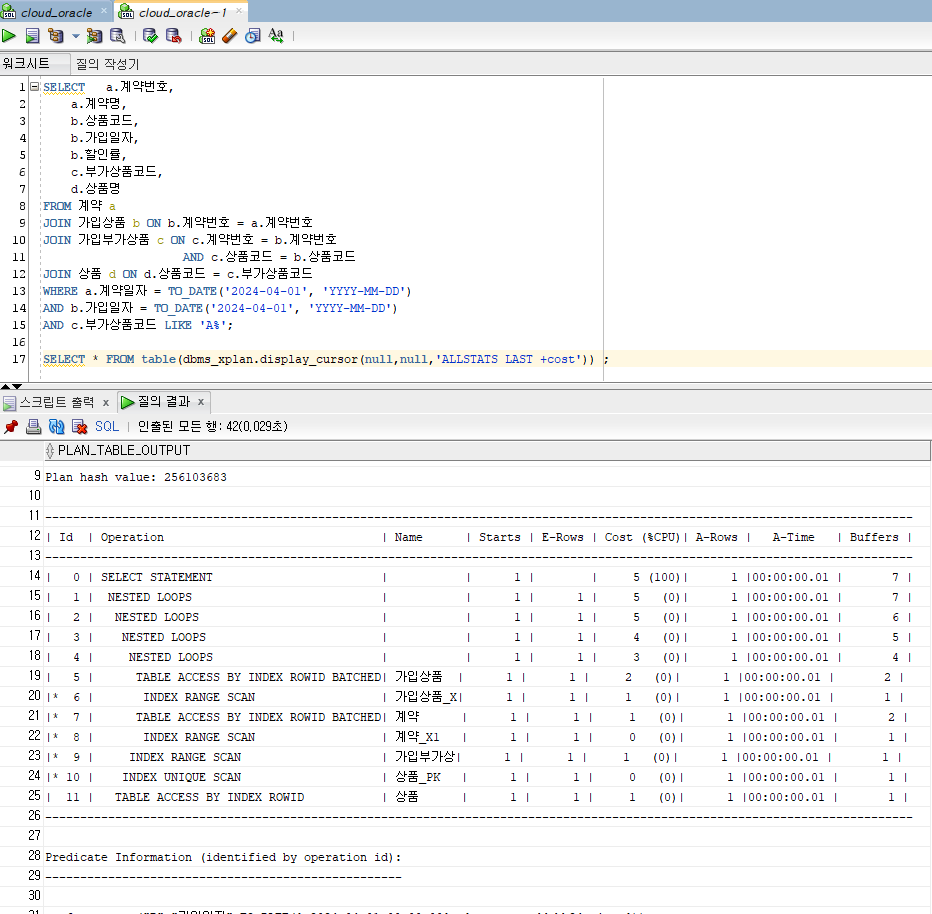 cloud_oracle × cloud_oracle~1 ×
워크시트 질의 작성기
1 SELECT a.계약번호,
2 a.계약명,
3 b.상품코드,
4 b.가입일자,
5 b.할인률,
6 c.부가상품코드,
7 d.상품명
8 FROM 계약 a
9 JOIN 가입상품 b ON b.계약번호 = a.계약번호
10 JOIN 가입부가상품 c ON c.계약번호 = b.계약번호
11 AND c.상품코드 = b.상품코드
12 JOIN 상품 d ON d.상품코드 = c.부가상품코드
13 WHERE a.계약일자 = TO_DATE('2024-04-01', 'YYYY-MM-DD')
14 AND b.가입일자 = TO_DATE('2024-04-01', 'YYYY-MM-DD')
15 AND c.부가상품코드 LIKE 'A%';
16
17 SELECT * FROM table(dbms_xplan.display_cursor(null,null,'ALLSTATS LAST +cost')) ;
스크립트 출력 × 질의 결과 ×
SQL | 인출된 모든 행: 42(0,029초)
PLAN_TABLE_OUTPUT
9 Plan hash value: 256103683
10
11 --------------------------------------------------------------------------------------------------------------------------
12 | Id | Operation | Name | Starts | E-Rows | Cost (%CPU)| A-Rows | A-Time | Buffers |
13 --------------------------------------------------------------------------------------------------------------------------
14 | 0 | SELECT STATEMENT | | 1 | | 5 (100)| 1 |00:00:00.01 | 7 |
15 | 1 | NESTED LOOPS | | 1 | 1 | 5 (0)| 1 |00:00:00.01 | 7 |
16 | 2 | NESTED LOOPS | | 1 | 1 | 5 (0)| 1 |00:00:00.01 | 6 |
17 | 3 | NESTED LOOPS | | 1 | 1 | 4 (0)| 1 |00:00:00.01 | 5 |
18 | 4 | NESTED LOOPS | | 1 | 1 | 3 (0)| 1 |00:00:00.01 | 4 |
19 | 5 | TABLE ACCESS BY INDEX ROWID BATCHED| 가입상품 | 1 | 1 | 2 (0)| 1 |00:00:00.01 | 2 |
20 |* 6 | INDEX RANGE SCAN | 가입상품_X| 1 | 1 | 1 (0)| 1 |00:00:00.01 | 1 |
21 |* 7 | TABLE ACCESS BY INDEX ROWID BATCHED| 계약 | 1 | 1 | 1 (0)| 1 |00:00:00.01 | 2 |
22 |* 8 | INDEX RANGE SCAN | 계약_X1 | 1 | 1 | 0 (0)| 1 |00:00:00.01 | 1 |
23 |* 9 | INDEX RANGE SCAN | 가입부가상| 1 | 1 | 1 (0)| 1 |00:00:00.01 | 1 |
24 |* 10 | INDEX UNIQUE SCAN | 상품_PK | 1 | 1 | 0 (0)| 1 |00:00:00.01 | 1 |
25 | 11 | TABLE ACCESS BY INDEX ROWID | 상품 | 1 | 1 | 1 (0)| 1 |00:00:00.01 | 1 |
26 --------------------------------------------------------------------------------------------------------------------------
27
28 Predicate Information (identified by operation id):
29 ---------------------------------------------------
30